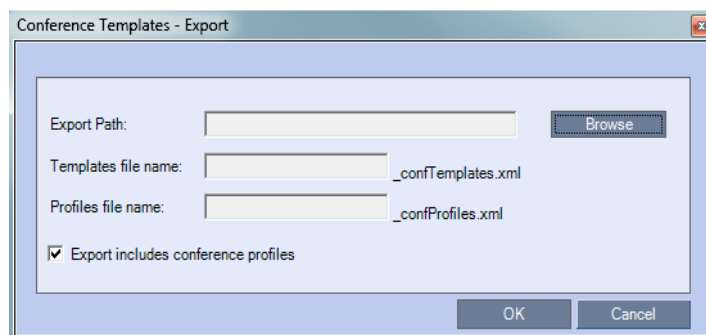 Conference Templates - Export
Export Path:
Browse
Templates file name:
_confTemplates.xml
Profiles file name:
_confProfiles.xml
Export includes conference profiles
OK
Cancel